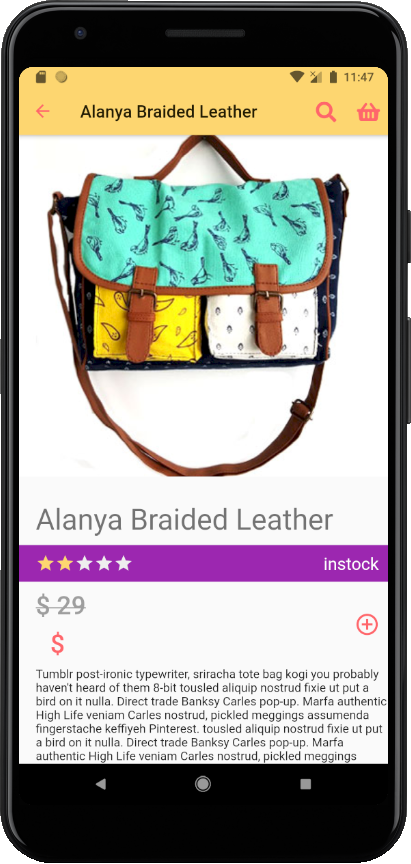 11:47
Alanya Braided Leather
Alanya Braided Leather
instock
$ 29
$
Tumblr post-ironic typewriter, sriracha tote bag kogi you probably
haven't heard of them 8-bit tousled aliquip nostrud fixie ut put a
bird on it nulla. Direct trade Banksy Carles pop-up. Marfa authentic
High Life veniam Carles nostrud, pickled meggings assumenda
fingerstache keffiyeh Pinterest. tousled aliquip nostrud fixie ut put
a bird on it nulla. Direct trade Banksy Carles pop-up. Marfa
authentic High Life veniam Carles nostrud, pickled meggings